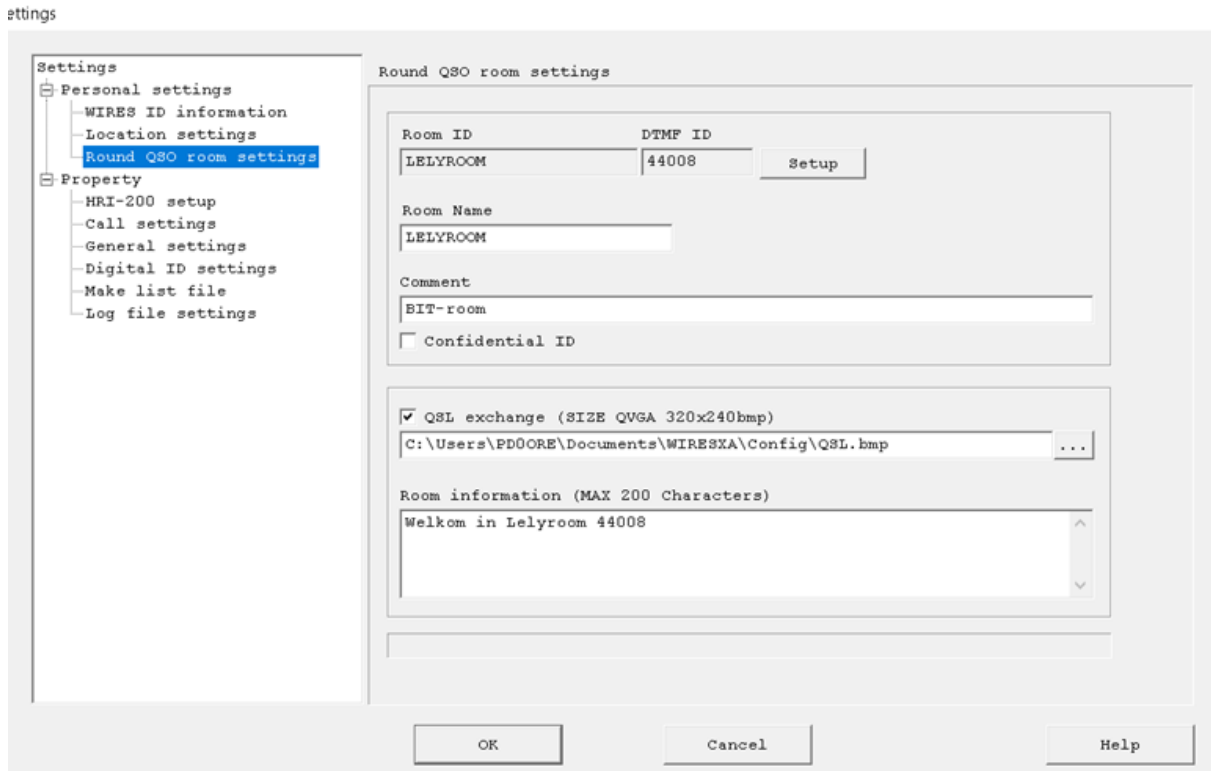 ettings
Settings
Personal settings
WIRES ID information
Location settings
Round QSO room settings
Property
HRI-200 setup
Call settings
General settings
Digital ID settings
Make list file
Log file settings
Round QSO room settings
Room ID DTMF ID
LELYROOM 44008 Setup
Room Name
LELYROOM
Comment
BIT-room
Confidential ID
QSL exchange (SIZE QVGA 320x240bmp)
C:\Users\PD0ORE\Documents\WIRESXA\Config\QSL.bmp ...
Room information (MAX 200 Characters)
Welkom in Lelyroom 44008
OK Cancel Help